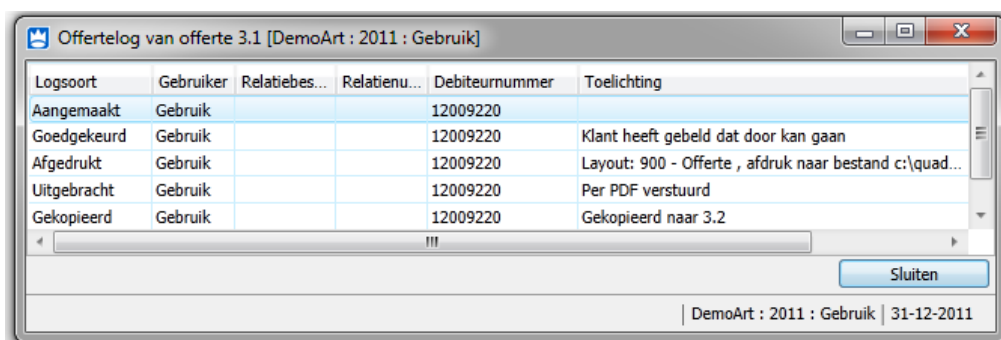 Offertelog van offerte 3.1 [DemoArt : 2011 : Gebruik]
Logsoort Gebruiker Relatiebes... Relatienu... Debiteurnummer Toelichting
Aangemaakt Gebruik 12009220
Goedgekeurd Gebruik 12009220 Klant heeft gebeld dat door kan gaan
Afgedrukt Gebruik 12009220 Layout: 900 - Offerte , afdruk naar bestand c:\quad...
Uitgebracht Gebruik 12009220 Per PDF verstuurd
Gekopieerd Gebruik 12009220 Gekopieerd naar 3.2
Sluiten
DemoArt : 2011 : Gebruik 31-12-2011